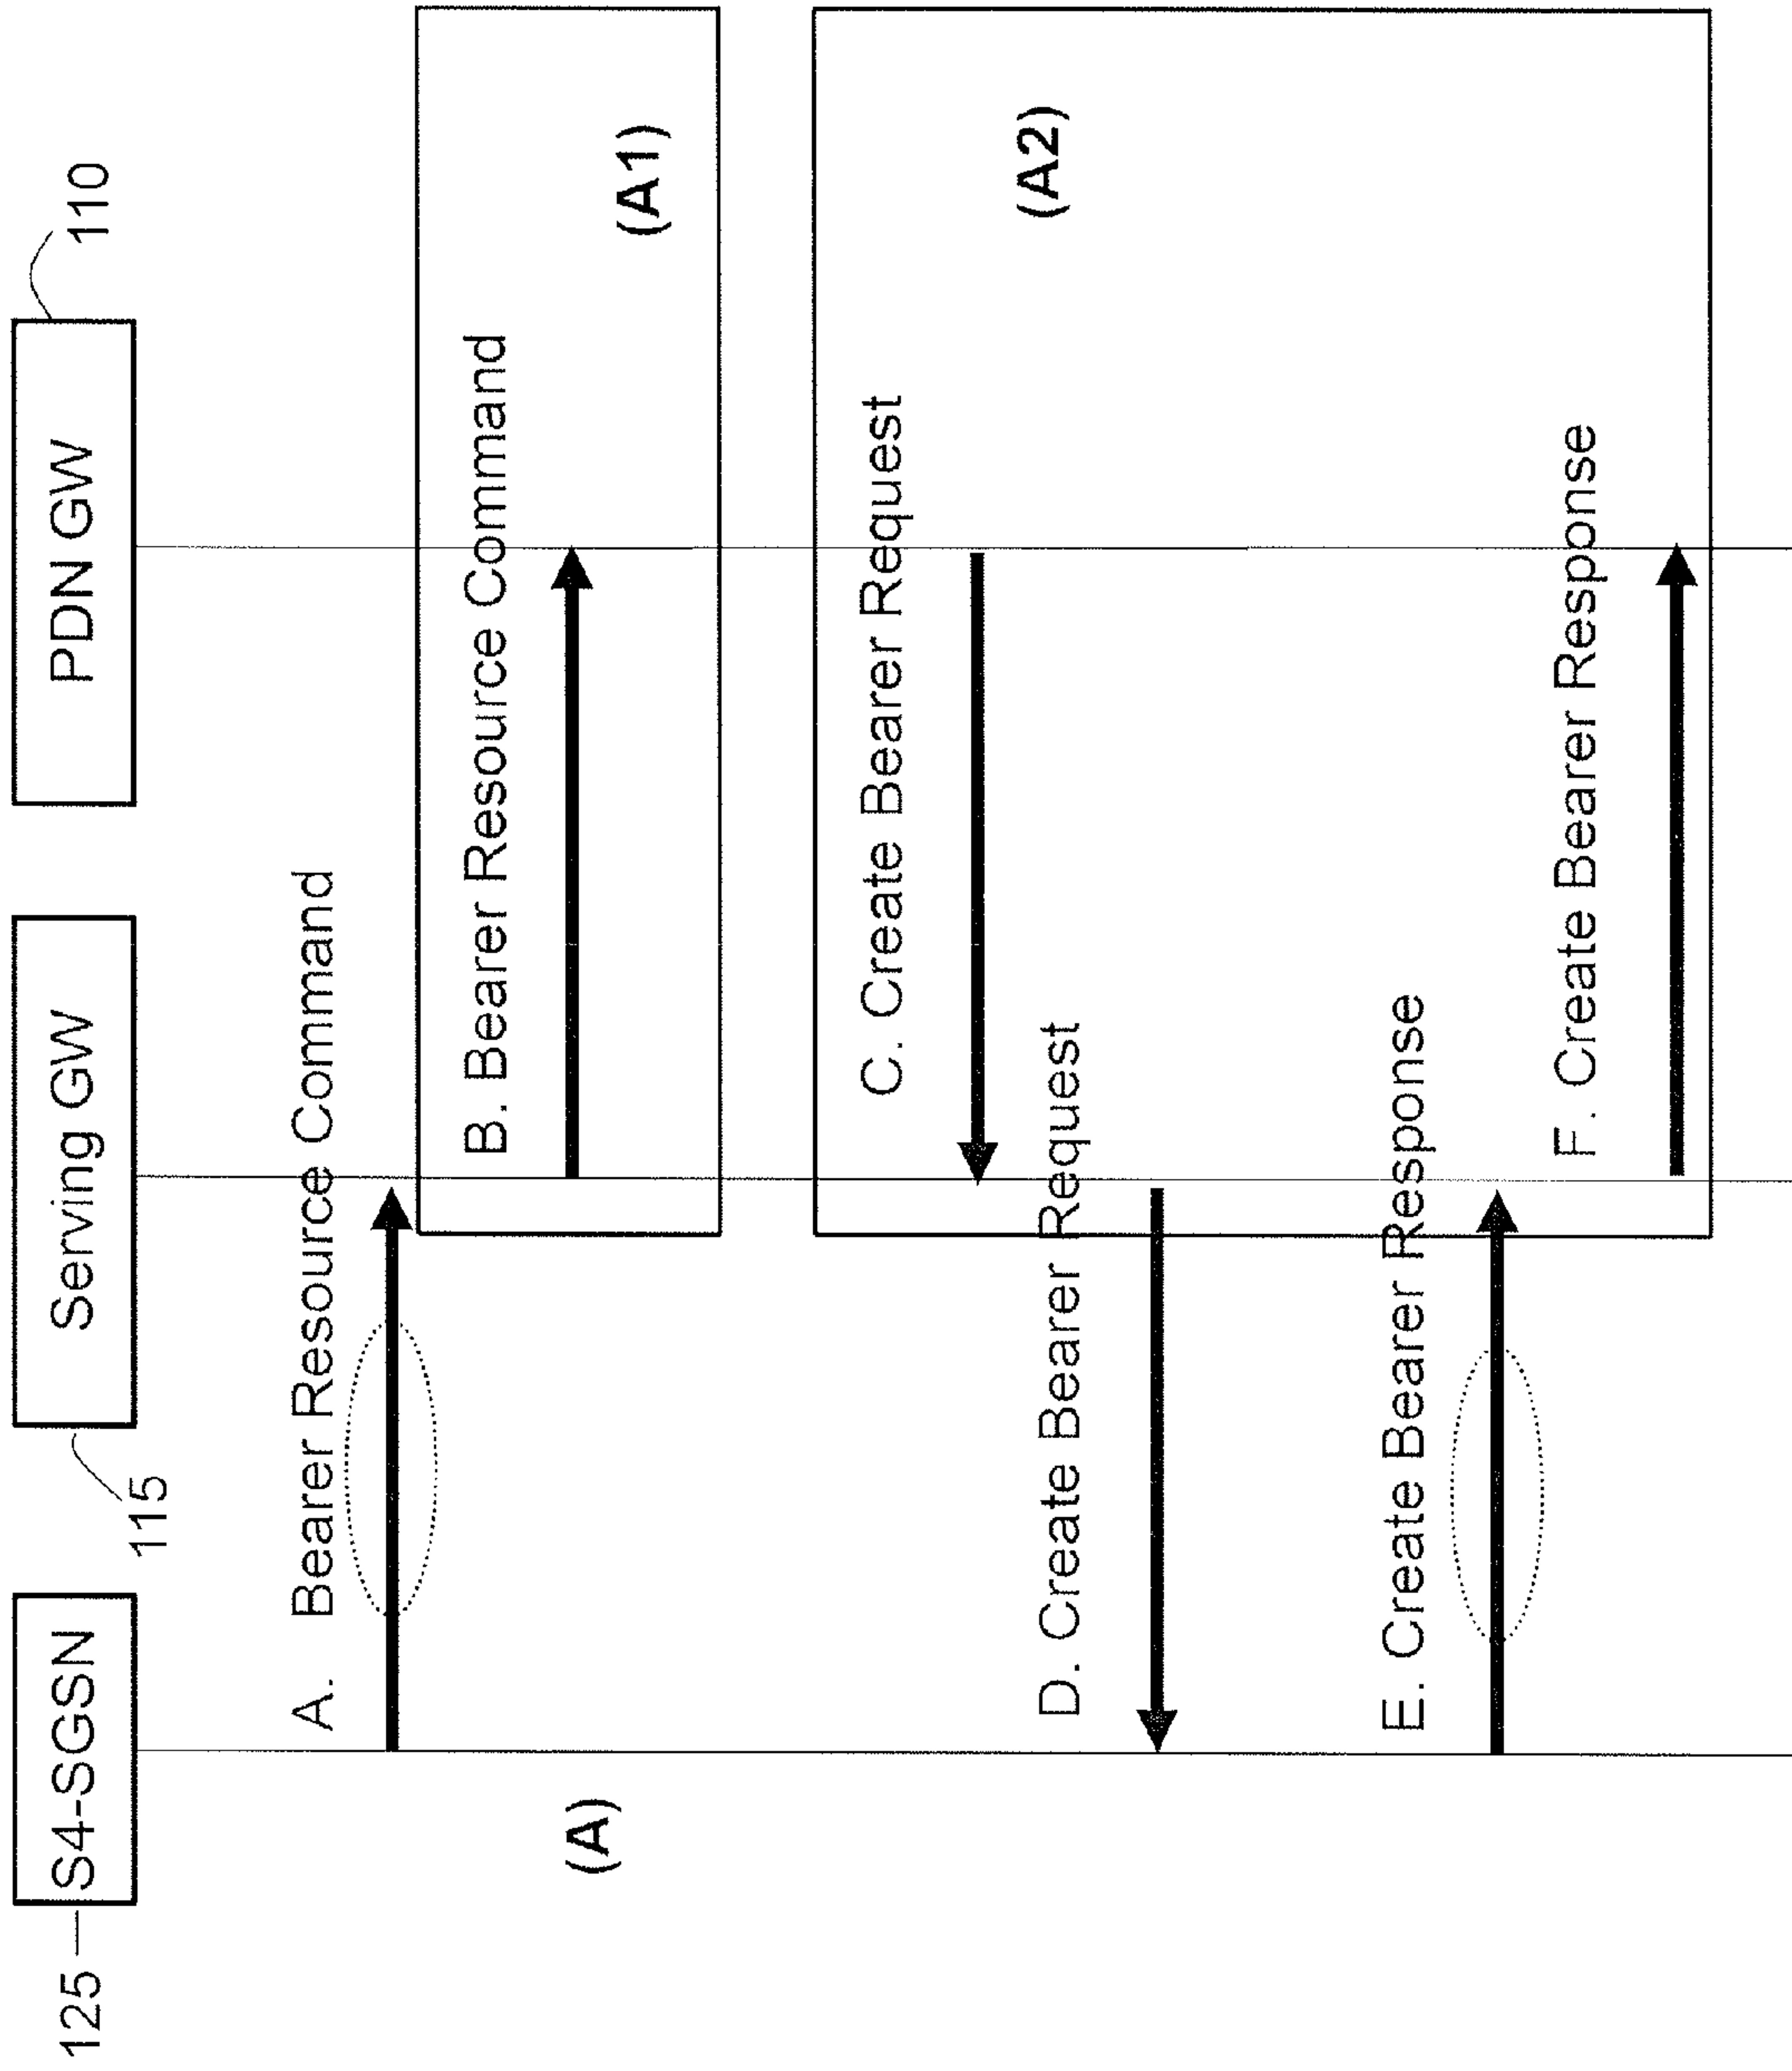 125
S4-SGSN
Serving GW
115
PDN GW
110
A. Bearer Resource Command
(A)
B. Bearer Resource Command
(A1)
C. Create Bearer Request
(A2)
D. Create Bearer Request
E. Create Bearer Response
F. Create Bearer Response